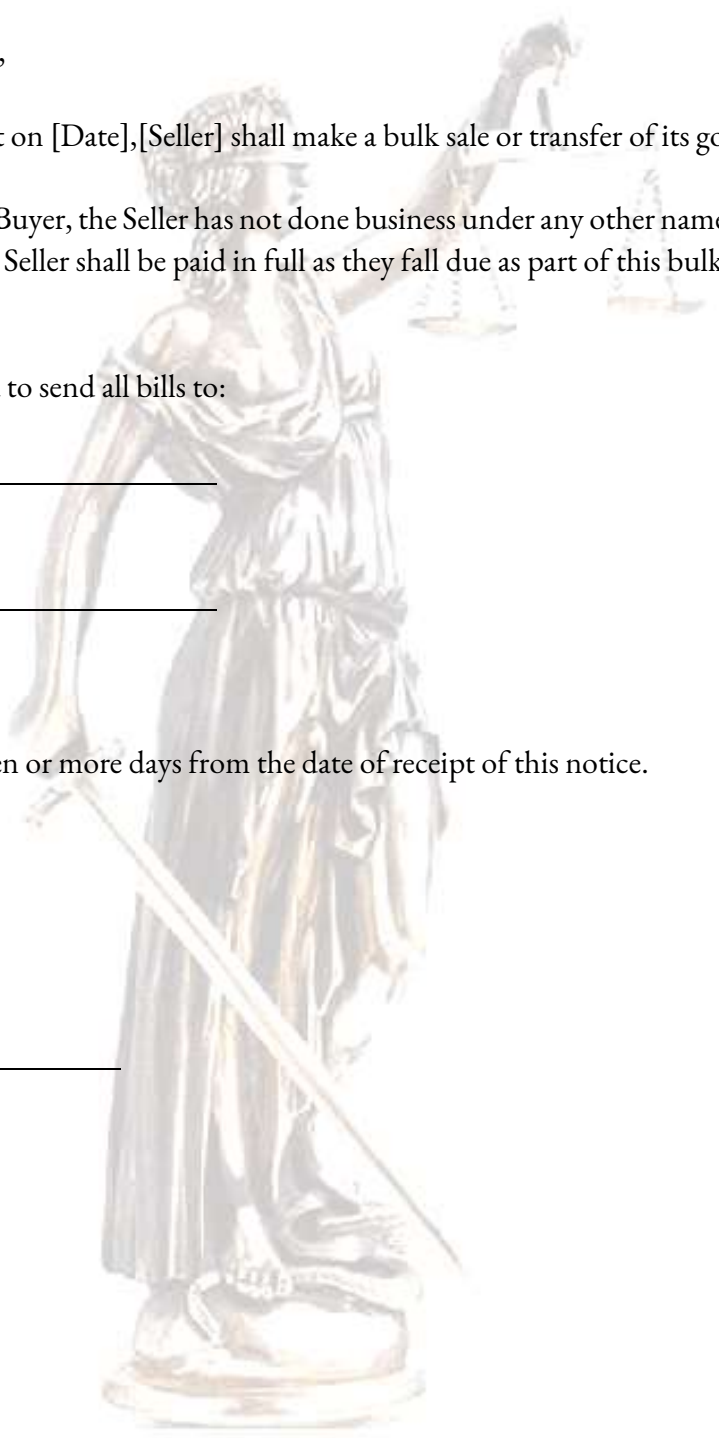 ,
t on [Date],[Seller] shall make a bulk sale or transfer of its go
Buyer, the Seller has not done business under any other name
Seller shall be paid in full as they fall due as part of this bulk
to send all bills to:
en or more days from the date of receipt of this notice.